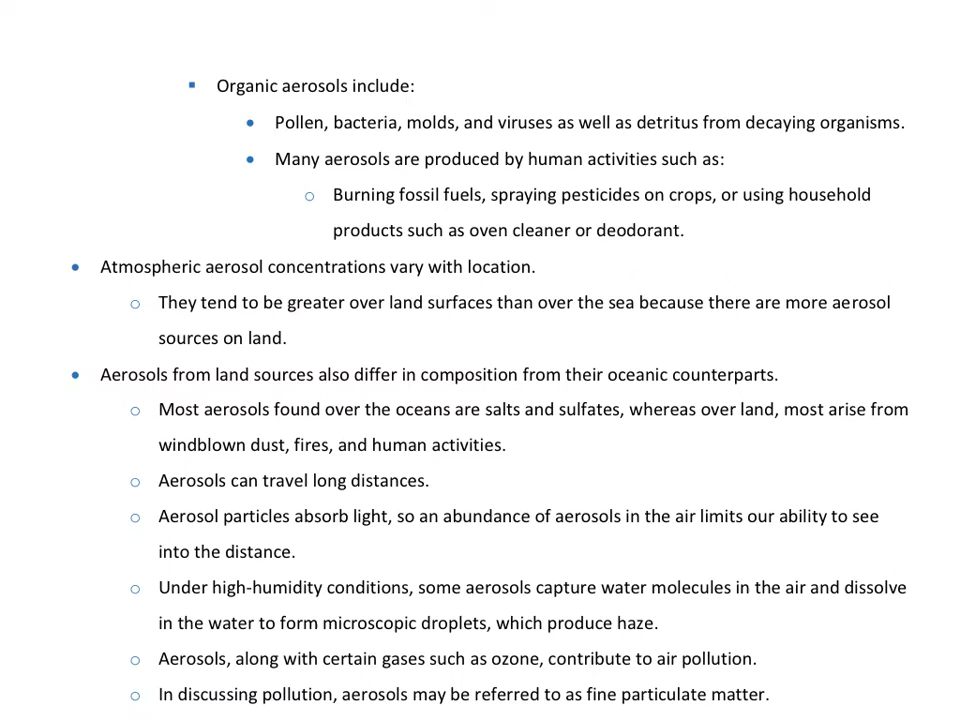 Organic aerosols include:
Pollen, bacteria, molds, and viruses as well as detritus from decaying organisms.
Many aerosols are produced by human activities such as:
Burning fossil fuels, spraying pesticides on crops, or using household
products such as oven cleaner or deodorant.
Atmospheric aerosol concentrations vary with location.
They tend to be greater over land surfaces than over the sea because there are more aerosol
sources on land.
Aerosols from land sources also differ in composition from their oceanic counterparts.
Most aerosols found over the oceans are salts and sulfates, whereas over land, most arise from
windblown dust, fires, and human activities.
Aerosols can travel long distances.
Aerosol particles absorb light, so an abundance of aerosols in the air limits our ability to see
into the distance.
Under high-humidity conditions, some aerosols capture water molecules in the air and dissolve
in the water to form microscopic droplets, which produce haze.
Aerosols, along with certain gases such as ozone, contribute to air pollution.
In discussing pollution, aerosols may be referred to as fine particulate matter.